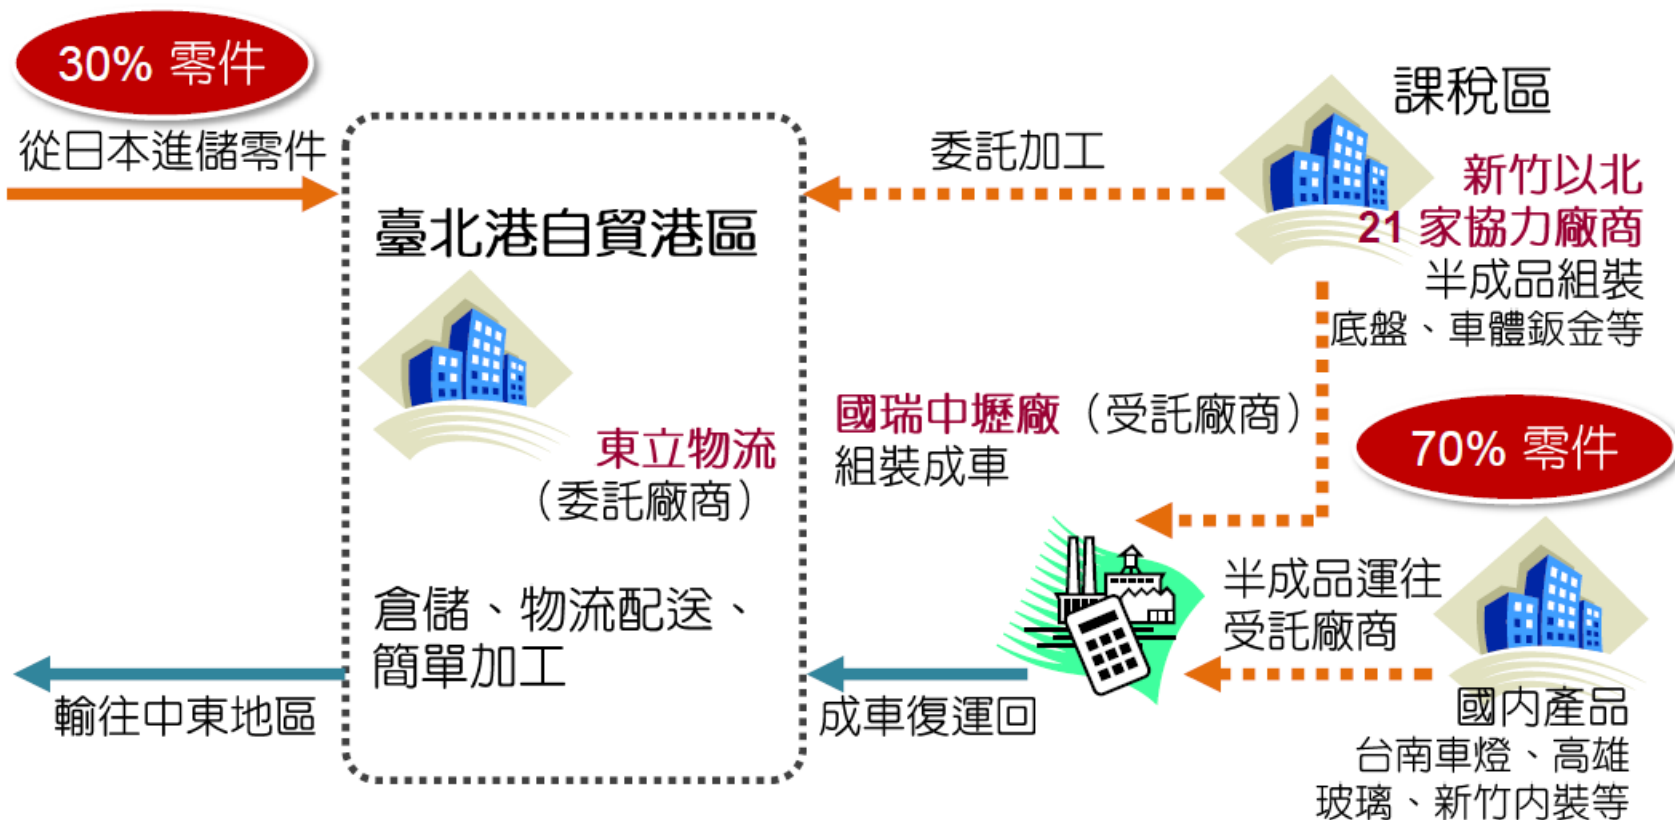 30% 零件
從日本進儲零件
臺北港自貿港區
東立物流
（委託廠商）
倉儲、物流配送、
簡單加工
輸往中東地區
委託加工
課稅區
新竹以北
21 家協力廠商
半成品組裝
底盤、車體鈑金等
國瑞中壢廠（受託廠商）
組裝成車
70% 零件
半成品運往
受託廠商
成車復運回
國內產品
台南車燈、高雄
玻璃、新竹內裝等